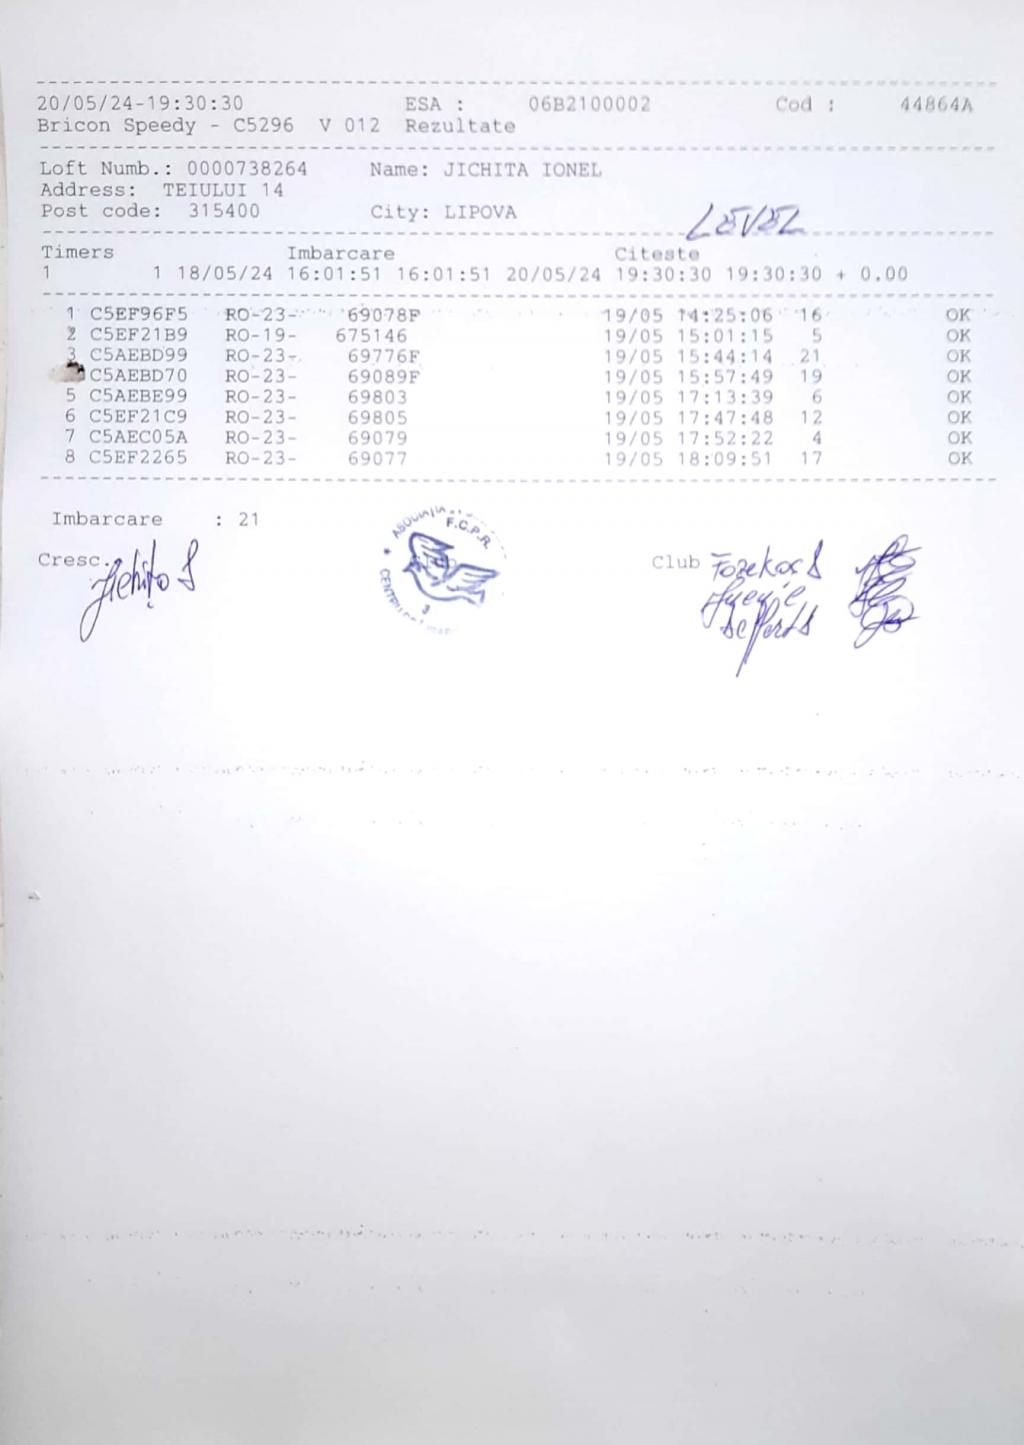 20/05/24-19:30:30 ESA : 06B2100002 Cod : 44864A
Bricon Speedy - C5296 V 012 Rezultate
Loft Numb.: 0000738264 Name: JICHITA IONEL
Address: TEIULUI 14
Post code: 315400 City: LIPOVA
LEVEL
Timers Imbarcare Citeste
1 1 18/05/24 16:01:51 16:01:51 20/05/24 19:30:30 19:30:30 + 0.00
1 C5EF96F5 RO-23- 69078F 19/05 14:25:06 16 OK
2 C5EF21B9 RO-19- 675146 19/05 15:01:15 5 OK
3 C5AEBD99 RO-23- 69776F 19/05 15:44:14 21 OK
C5AEBD70 RO-23- 69089F 19/05 15:57:49 19 OK
5 C5AEBE99 RO-23- 69803 19/05 17:13:39 6 OK
6 C5EF21C9 RO-23- 69805 19/05 17:47:48 12 OK
7 C5AEC05A RO-23- 69079 19/05 17:52:22 4 OK
8 C5EF2265 RO-23- 69077 19/05 18:09:51 17 OK
Imbarcare : 21
ASOCIAȚIA F.C.P.R.
3
Cresc. Club